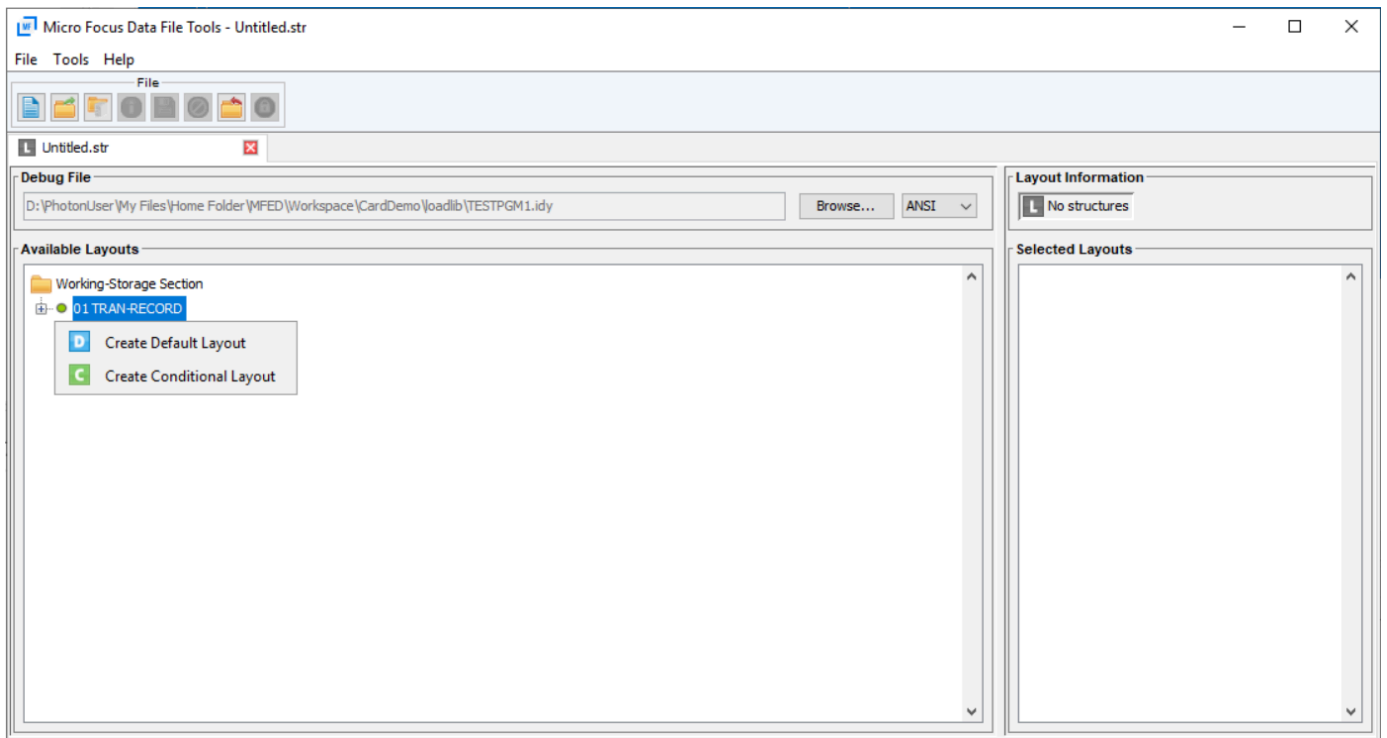 Micro Focus Data File Tools - Untitled.str
File Tools Help
File
L Untitled.str
Debug File
D:\PhotonUser\My Files\Home Folder\MFED\Workspace\CardDemo\loadlib\TESTPGM1.idy
Browse...
ANSI
Layout Information
L No structures
Available Layouts
Selected Layouts
Working-Storage Section
01 TRAN-RECORD
D Create Default Layout
C Create Conditional Layout